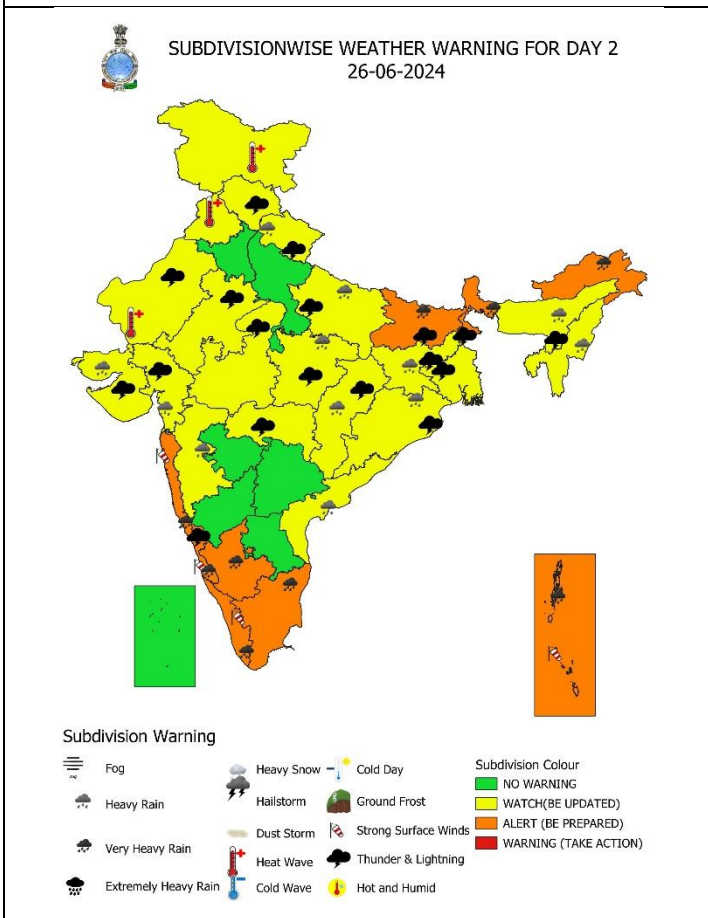 SUBDIVISIONWISE WEATHER WARNING FOR DAY 2
26-06-2024
Subdivision Warning
Fog
Heavy Rain
Very Heavy Rain
Extremely Heavy Rain
Heavy Snow
Hailstorm
Dust Storm
Heat Wave
Cold Wave
Cold Day
Ground Frost
Strong Surface Winds
Thunder & Lightning
Hot and Humid
Subdivision Colour
NO WARNING
WATCH(BE UPDATED)
ALERT (BE PREPARED)
WARNING (TAKE ACTION)